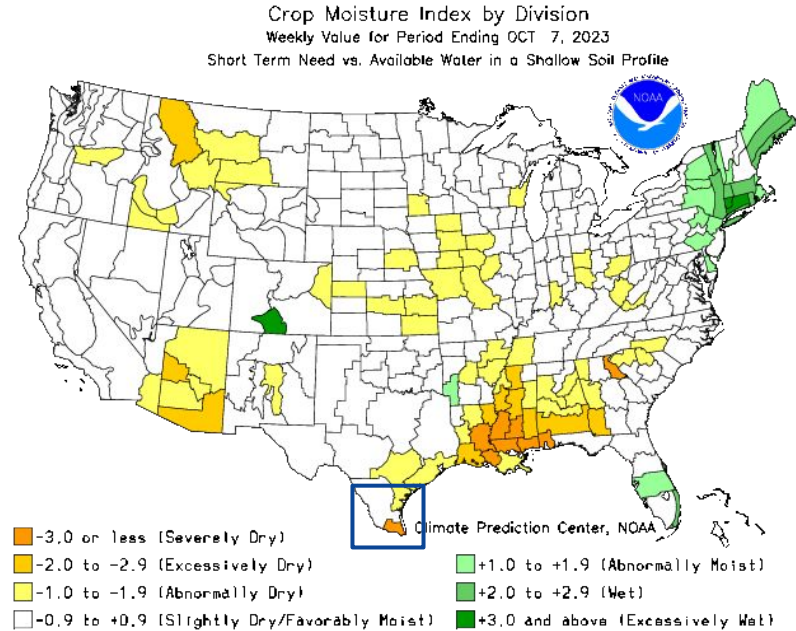 Crop Moisture Index by Division
Weekly Value for Period Ending OCT 7, 2023
Short Term Need vs. Available Water in a Shallow Soil Profile
NOAA
Climate Prediction Center, NOAA
-3.0 or less (Severely Dry)
-2.0 to -2.9 (Excessively Dry)
-1.0 to -1.9 (Abnormally Dry)
-0.9 to +0.9 (Slightly Dry/Favorably Moist)
+1.0 to +1.9 (Abnormally Moist)
+2.0 to +2.9 (Wet)
+3.0 and above (Excessively Wet)